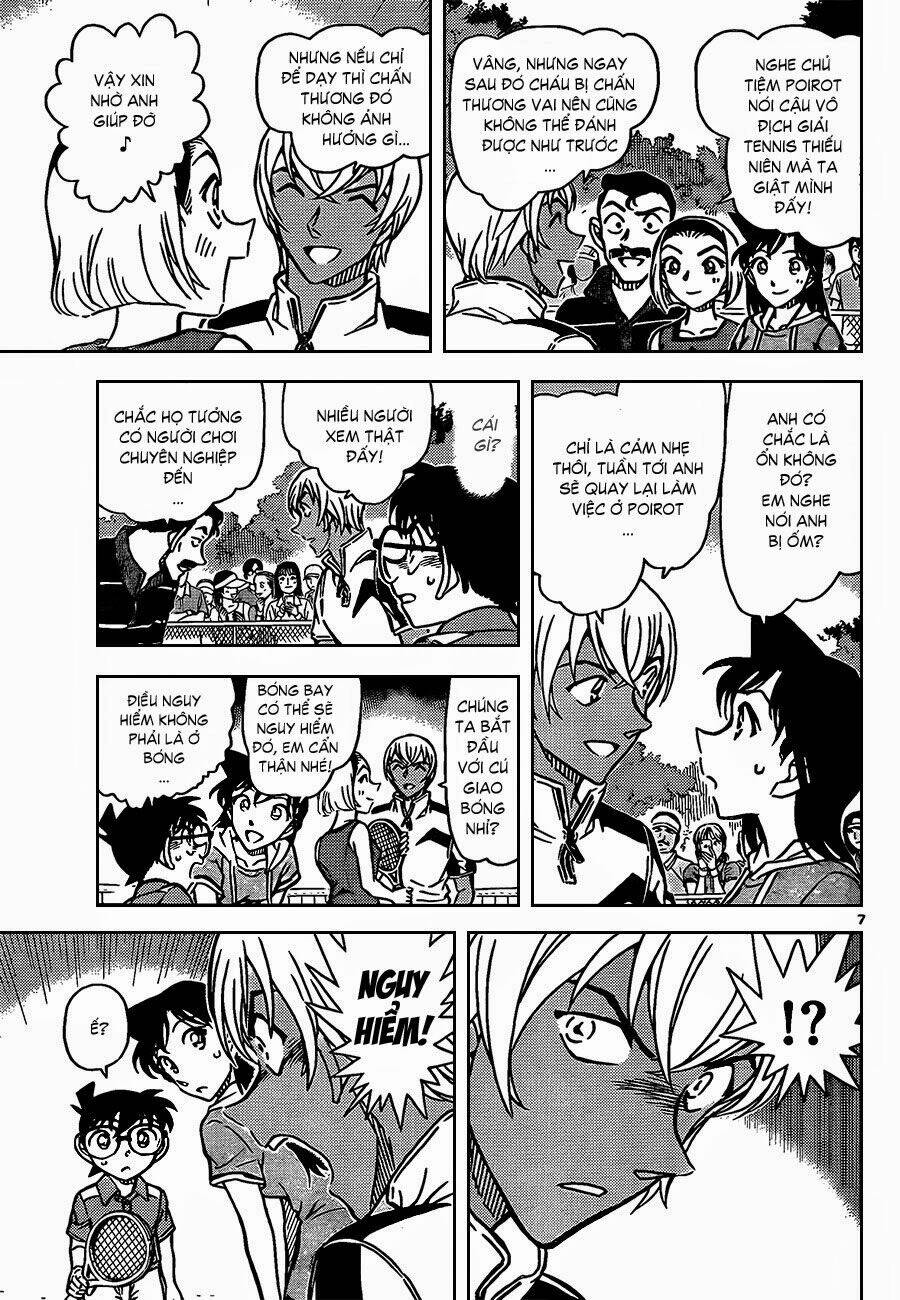 NGHE CHỦ
TIỆM POIROT
NÓI CẬU VÔ
ĐỊCH GIẢI
TENNIS THIẾU
NIÊN MÀ TA
GIẬT MÌNH
ĐẤY!
VÂNG, NHƯNG NGAY
SAU ĐÓ CHÁU BỊ CHẤN
THƯƠNG VAI NÊN CŨNG
KHÔNG THỂ ĐÁNH
ĐƯỢC NHƯ TRƯỚC
...
NHƯNG NẾU CHỈ
ĐỂ DẠY THÌ CHẤN
THƯƠNG ĐÓ
KHÔNG ẢNH
HƯỞNG GÌ...
VẬY XIN
NHỜ ANH
GIÚP ĐỠ
♪
ANH CÓ
CHẮC LÀ
ỔN KHÔNG
ĐÓ?
EM NGHE
NÓI ANH
BỊ ỐM?
CHỈ LÀ CẢM NHẸ
THÔI, TUẦN TỚI ANH
SẼ QUAY LẠI LÀM
VIỆC Ở POIROT
...
CÁI
GÌ?
NHIỀU NGƯỜI
XEM THẬT
ĐẤY!
CHẮC HỌ TƯỞNG
CÓ NGƯỜI CHƠI
CHUYÊN NGHIỆP
ĐẾN
...
CHÚNG
TA BẮT
ĐẦU
VỚI CÚ
GIAO
BÓNG
NHỈ?
BÓNG BAY
CÓ THỂ SẼ
NGUY HIỂM
ĐÓ, EM CẨN
THẬN NHÉ!
ĐIỀU NGUY
HIỂM KHÔNG
PHẢI LÀ Ở
BÓNG
...
7
!?
NGUY
HIỂM!
Ế?